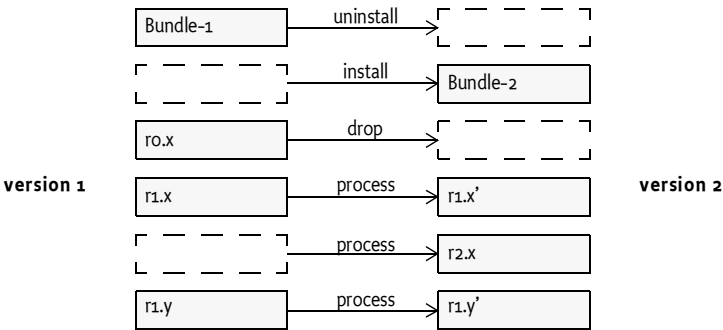 Bundle-1 uninstall
install Bundle-2
r0.x drop
version 1 r1.x process r1.x’ version 2
process r2.x
r1.y process r1.y’